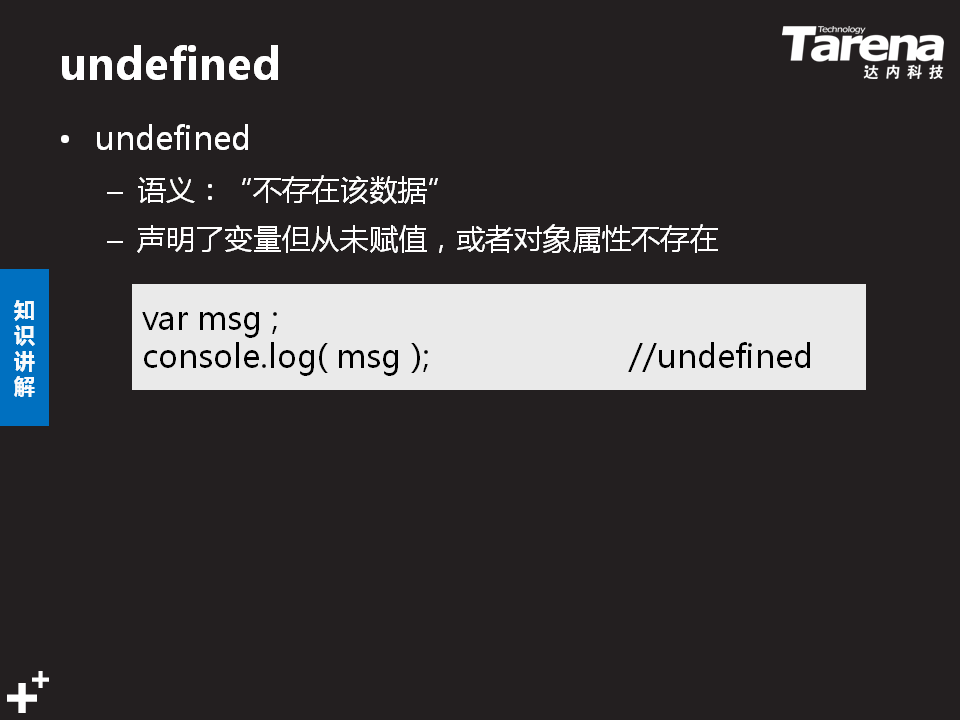 undefined
Technology
Tarena
达内科技
• undefined
– 语义：“不存在该数据”
– 声明了变量但从未赋值，或者对象属性不存在
知识讲解
var msg ;
console.log( msg ); //undefined